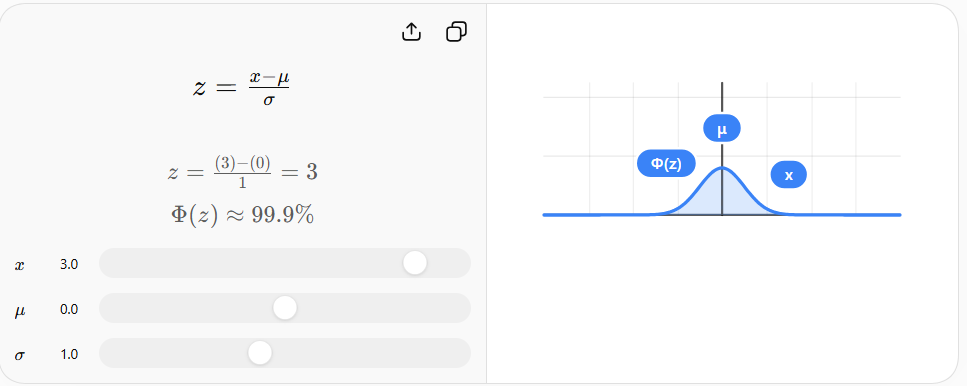 z = x−μ/σ
z = (3)−(0)/1 = 3
Φ(z) ≈ 99.9%
x 3.0
μ 0.0
σ 1.0
μ
Φ(z)
x